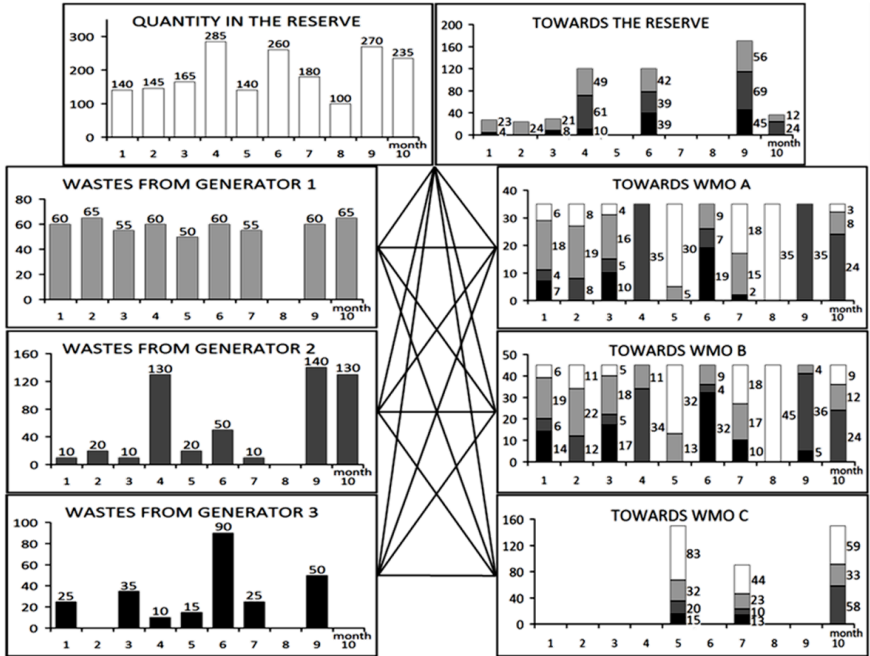 QUANTITY IN THE RESERVE
300
200
100
0
140 145 165 285 140 260 180 100 270 235
month
1 2 3 4 5 6 7 8 9 10
TOWARDS THE RESERVE
200
160
120
80
40
0
23 4
24
21 8
49 61 10
42 39 39
56 69 45
12 24
month
1 2 3 4 5 6 7 8 9 10
WASTES FROM GENERATOR 1
80
60
40
20
0
60 65 55 60 50 60 55 60 65
month
1 2 3 4 5 6 7 8 9 10
TOWARDS WMO A
40
30
20
10
0
6 18 4 7
8 19 8
4 16 5 10
35
30 5
9 7 19
18 15 2
35
35
3 8 24
month
1 2 3 4 5 6 7 8 9 10
WASTES FROM GENERATOR 2
160
120
80
40
0
10 20 10 130 20 50 10 140 130
month
1 2 3 4 5 6 7 8 9 10
TOWARDS WMO B
50
40
30
20
10
0
6 19 6 14
11 22 12
5 18 5 17
11 34
32 13
9 4 32
18 17 10
45
4 36 5
9 12 24
month
1 2 3 4 5 6 7 8 9 10
WASTES FROM GENERATOR 3
100
80
60
40
20
0
25 35 10 15 90 25 50
month
1 2 3 4 5 6 7 8 9 10
TOWARDS WMO C
160
120
80
40
0
83 32 20 15
44 23 10 13
59 33 58
month
1 2 3 4 5 6 7 8 9 10